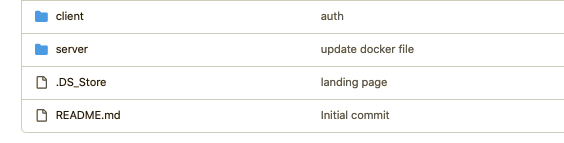 client auth
server update docker file
.DS_Store landing page
README.md Initial commit